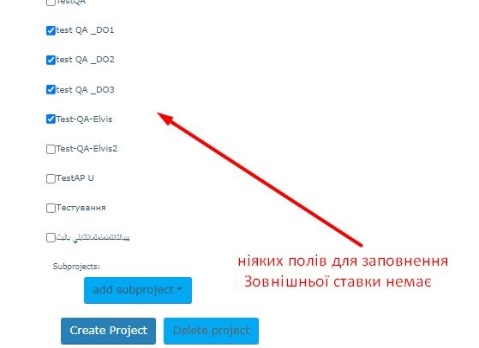 TestQA
test QA _DO1
test QA _DO2
test QA _DO3
Test-QA-Elvis
Test-QA-Elvis2
TestAP U
Тестування
ніяких полів для заповнення
Зовнішньої ставки немає
Subprojects:
add subproject
Create Project
Delete project